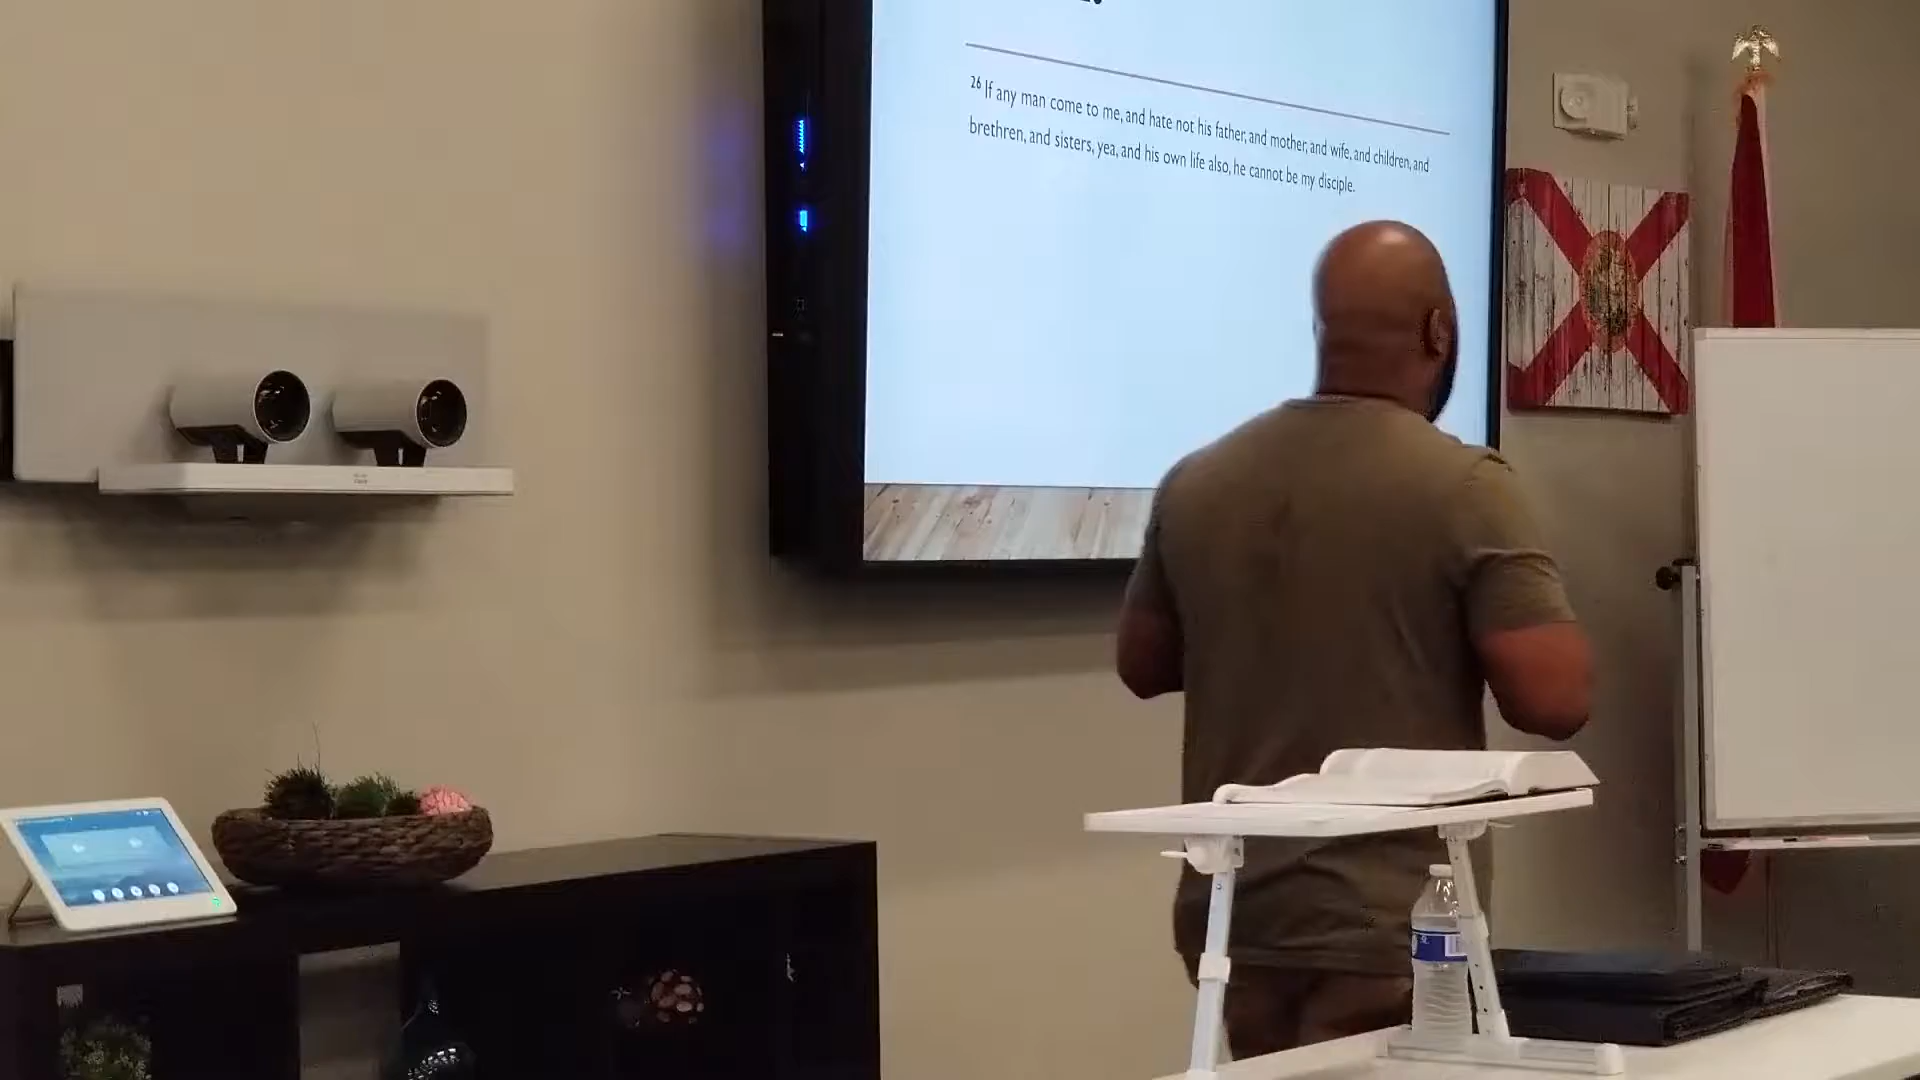 26 If any man come to me, and hate not his father, and mother, and wife, and children, and
brethren, and sisters, yea, and his own life also, he cannot be my disciple.